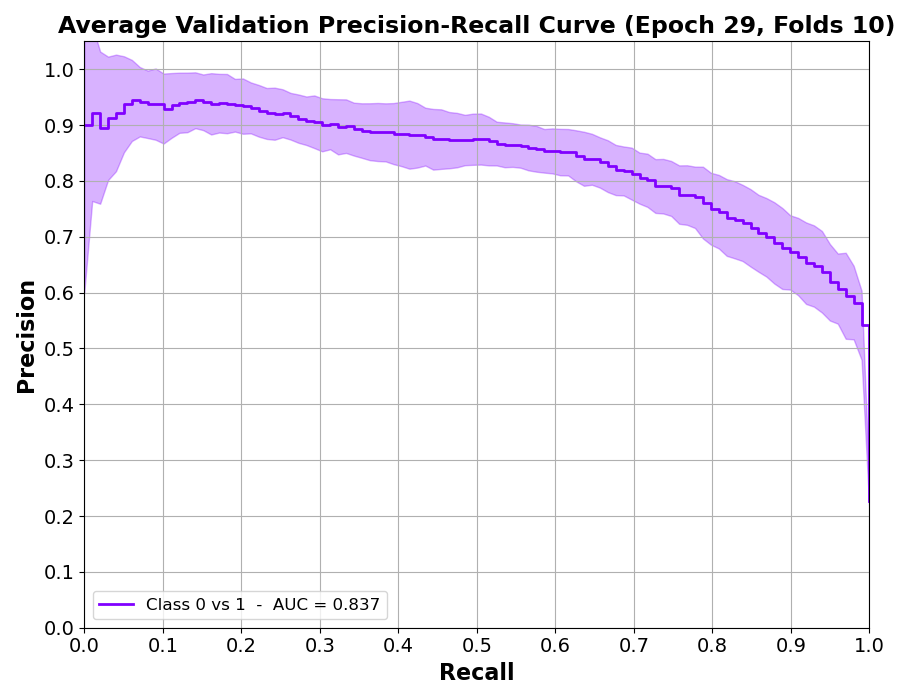 Average Validation Precision-Recall Curve (Epoch 29, Folds 10)
Precision
1.0
0.9
0.8
0.7
0.6
0.5
0.4
0.3
0.2
0.1
0.0
Class 0 vs 1 - AUC = 0.837
0.0 0.1 0.2 0.3 0.4 0.5 0.6 0.7 0.8 0.9 1.0
Recall